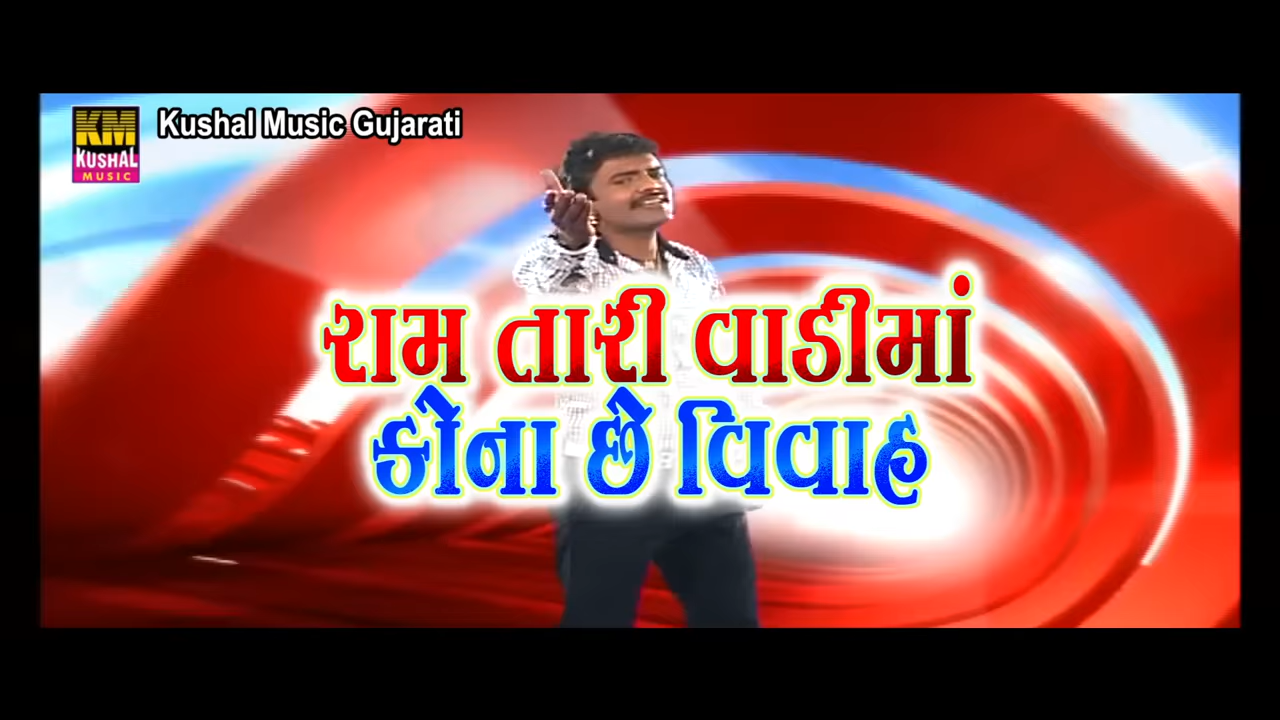 KM
KUSHAL
MUSIC
Kushal Music Gujarati
રામ તારી વાડીમાં
કોના છે વિવાહ